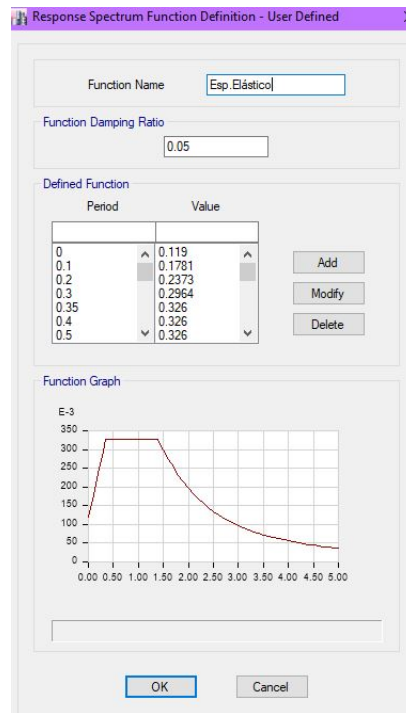 Response Spectrum Function Definition - User Defined
Function Name
Esp.Elástico
Function Damping Ratio
0.05
Defined Function
Period Value
0 0.119
0.1 0.1781
0.2 0.2373
0.3 0.2964
0.35 0.326
0.4 0.326
0.5 0.326
Add
Modify
Delete
Function Graph
E-3
350
300
250
200
150
100
50
0
0.00 0.50 1.00 1.50 2.00 2.50 3.00 3.50 4.00 4.50 5.00
OK Cancel